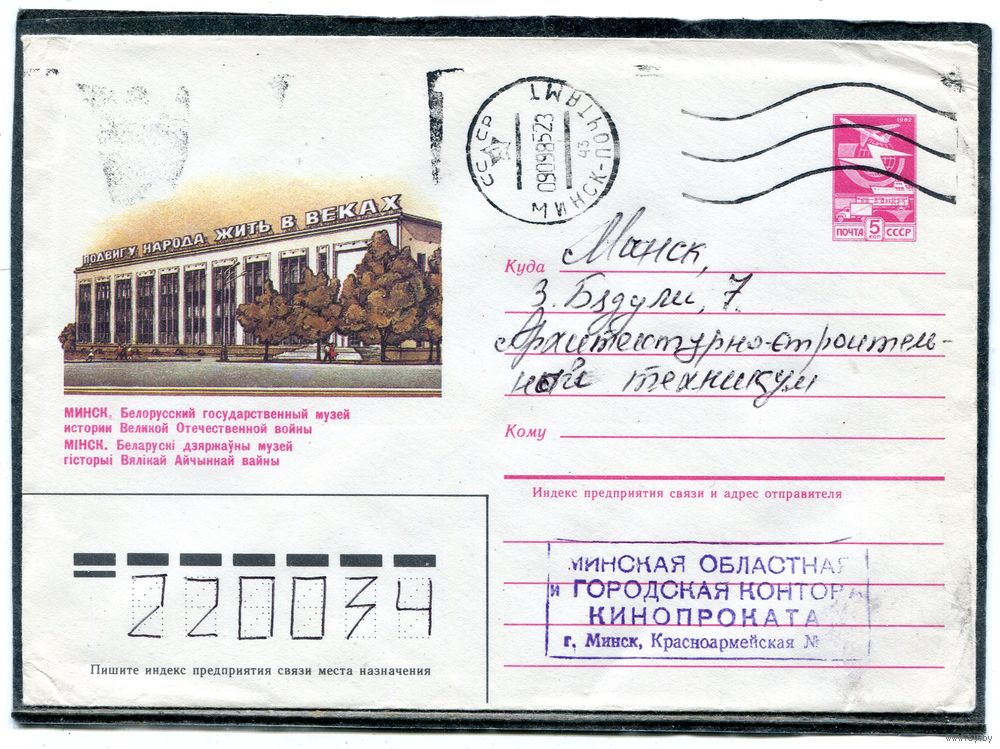 СССР
МИНСК-ПОЧТАМТ
43
09098523
1982
ПОЧТА 5 КОП СССР
ПОДВИГУ НАРОДА ЖИТЬ В ВЕКАХ
Куда Минск,
З. Бядули, 7
Архитектурно-строитель-
ный техникум
Кому
МИНСК. Белорусский государственный музей
истории Великой Отечественной войны
МІНСК. Беларускі дзяржаўны музей
гісторыі Вялікай Айчыннай вайны
Индекс предприятия связи и адрес отправителя
МИНСКАЯ ОБЛАСТНАЯ
и ГОРОДСКАЯ КОНТОРА
КИНОПРОКАТА
г. Минск, Красноармейская №
220034
Пишите индекс предприятия связи места назначения